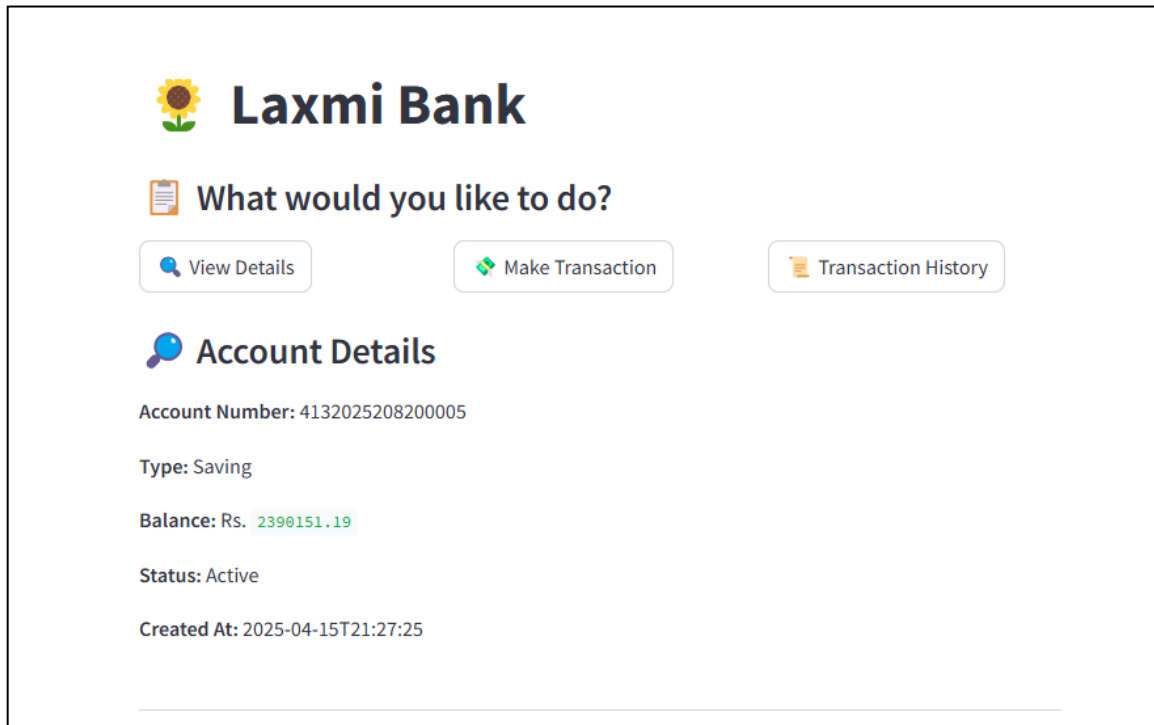 Laxmi Bank
What would you like to do?
View Details
Make Transaction
Transaction History
Account Details
Account Number: 4132025208200005
Type: Saving
Balance: Rs. 2390151.19
Status: Active
Created At: 2025-04-15T21:27:25